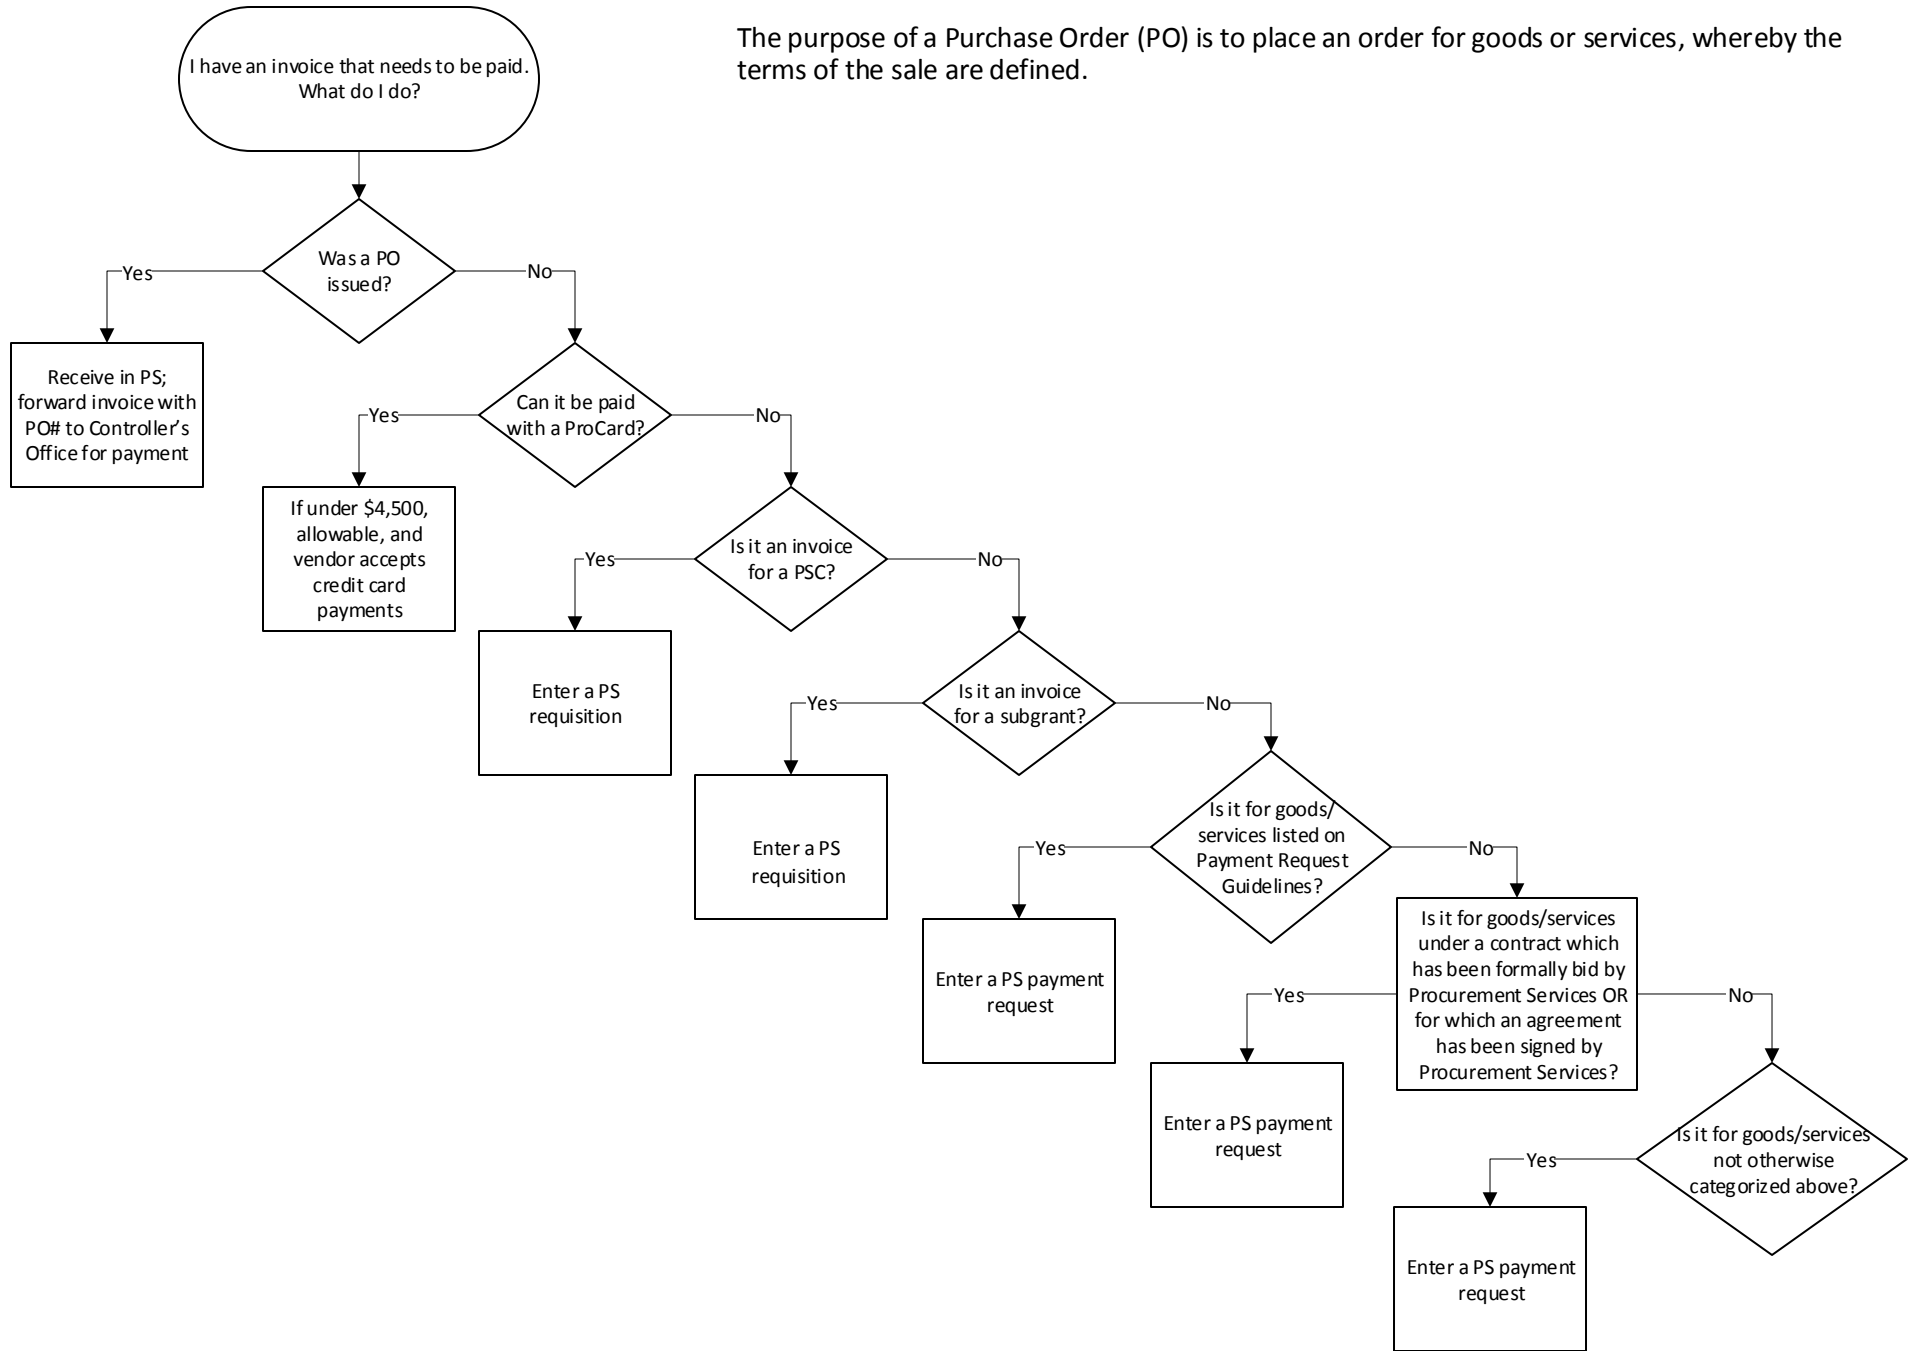 I have an invoice that needs to be paid.
What do I do?
The purpose of a Purchase Order (PO) is to place an order for goods or services, whereby the
terms of the sale are defined.
Was a PO
issued?
Yes
No
Receive in PS;
forward invoice with
PO# to Controller’s
Office for payment
Can it be paid
with a ProCard?
Yes
No
If under $4,500,
allowable, and
vendor accepts
credit card
payments
Is it an invoice
for a PSC?
Yes
No
Enter a PS
requisition
Is it an invoice
for a subgrant?
Yes
No
Enter a PS
requisition
Is it for goods/
services listed on
Payment Request
Guidelines?
Yes
No
Enter a PS payment
request
Is it for goods/services
under a contract which
has been formally bid by
Procurement Services OR
for which an agreement
has been signed by
Procurement Services?
Yes
No
Enter a PS payment
request
Is it for goods/services
not otherwise
categorized above?
Yes
Enter a PS payment
request